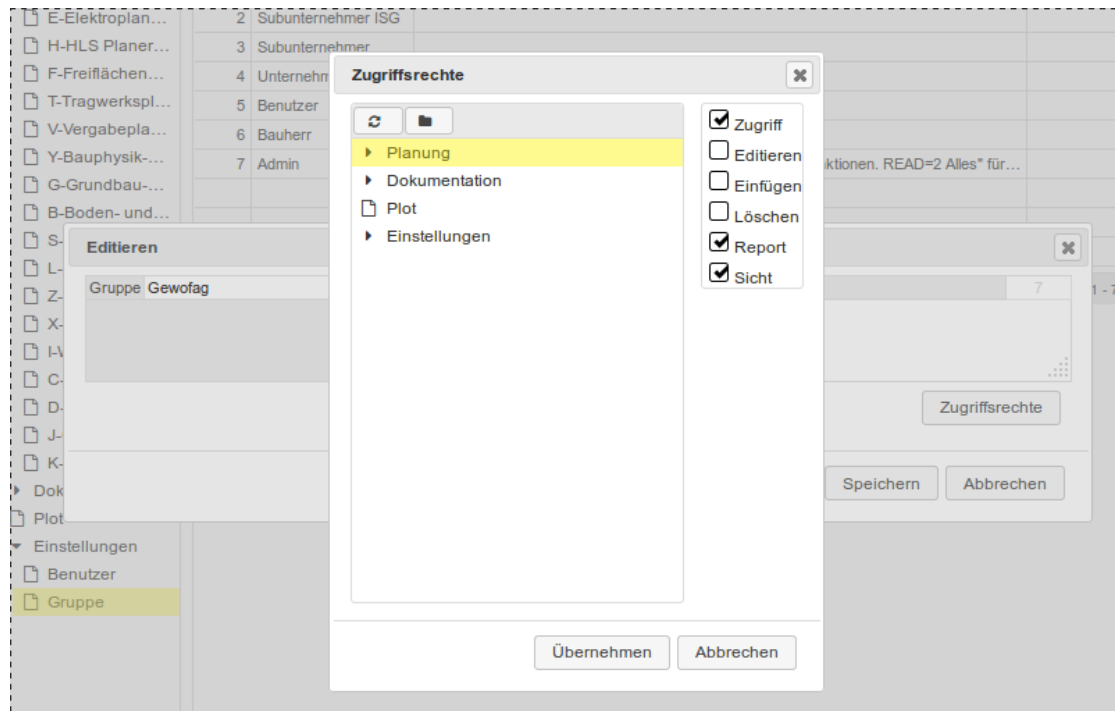 E-Elektroplan...
2 Subunternehmer ISG
H-HLS Planer...
3 Subunternehmer
F-Freiflächen...
4 Unternehm
T-Tragwerkspl...
5 Benutzer
V-Vergabepla...
6 Bauherr
Y-Bauphysik-...
7 Admin
ktionen. READ=2 Alles" für...
G-Grundbau-...
B-Boden- und...
S-
L-
Z-
X-
C-
D-
J-
K-
Dok
Plot
Einstellungen
Benutzer
Gruppe
Editieren
Gruppe Gewofag
7
1 - 7
Zugriffsrechte
Speichern
Abbrechen
Zugriffsrechte
Planung
Dokumentation
Plot
Einstellungen
Zugriff
Editieren
Einfügen
Löschen
Report
Sicht
Übernehmen
Abbrechen